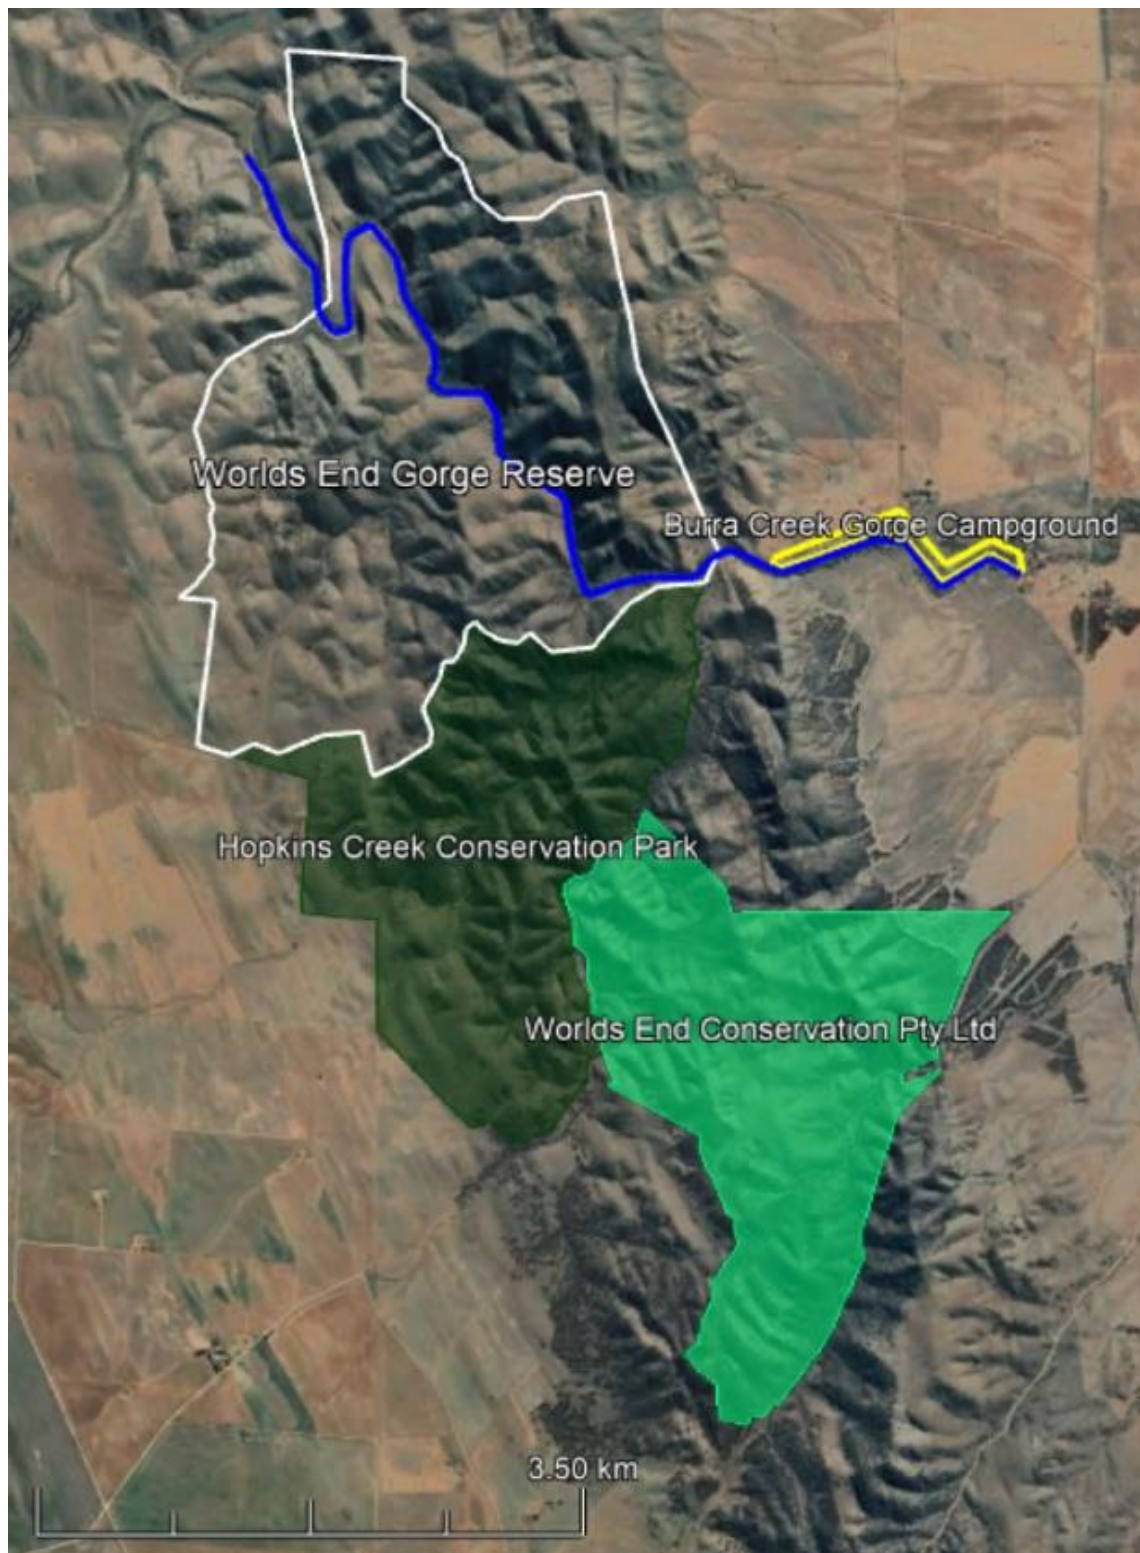 Worlds End Gorge Reserve
Burra Creek Gorge Campground
Hopkins Creek Conservation Park
Worlds End Conservation Pty Ltd
3.50 km